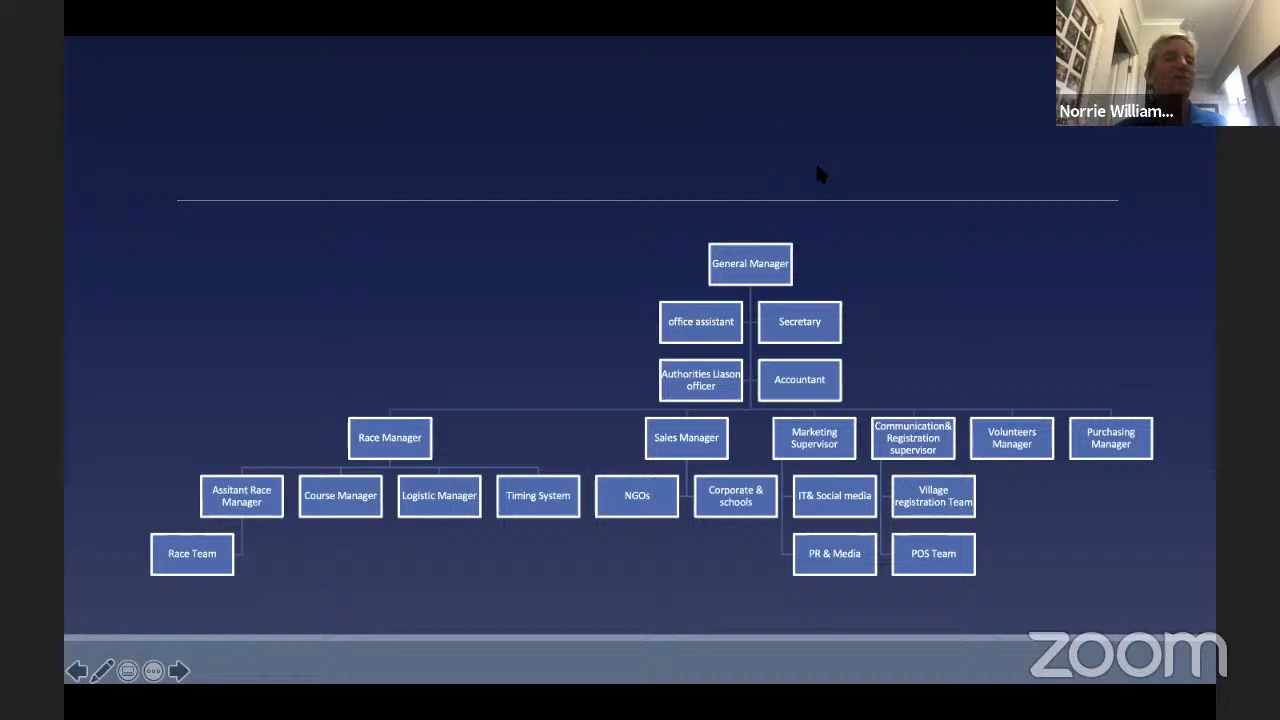 Norrie William...
General Manager
office assistant
Secretary
Authorities Liason
officer
Accountant
Race Manager
Sales Manager
Marketing
Supervisor
Communication&
Registration
supervisor
Volunteers
Manager
Purchasing
Manager
Assitant Race
Manager
Course Manager
Logistic Manager
Timing System
NGOs
Corporate &
schools
IT& Social media
Village
registration Team
Race Team
PR & Media
POS Team
zoom